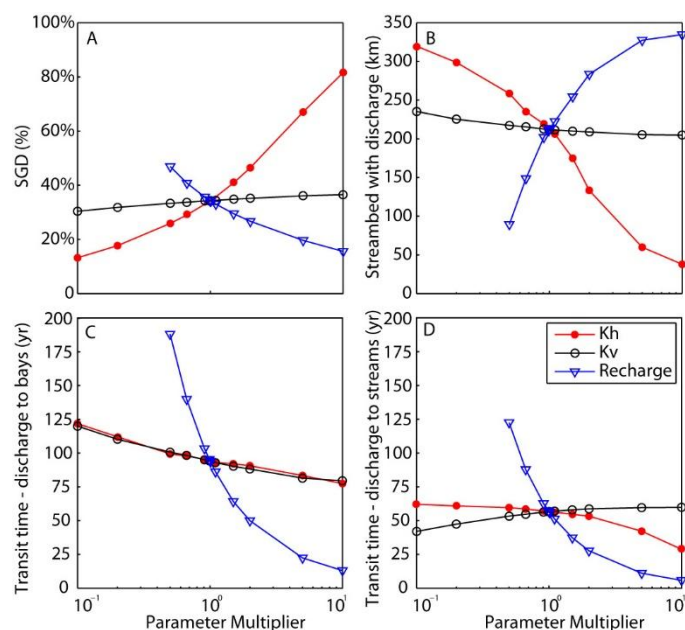 A
SGD (%)
100%
80%
60%
40%
20%
0
B
Streambed with discharge (km)
350
300
250
200
150
100
50
0
C
Transit time - discharge to bays (yr)
200
175
150
125
100
75
50
25
0
10⁻¹ 10⁰ 10¹
Parameter Multiplier
D
Transit time - discharge to streams (yr)
200
175
150
125
100
75
50
25
0
Kh
Kv
Recharge
10⁻¹ 10⁰ 10¹
Parameter Multiplier